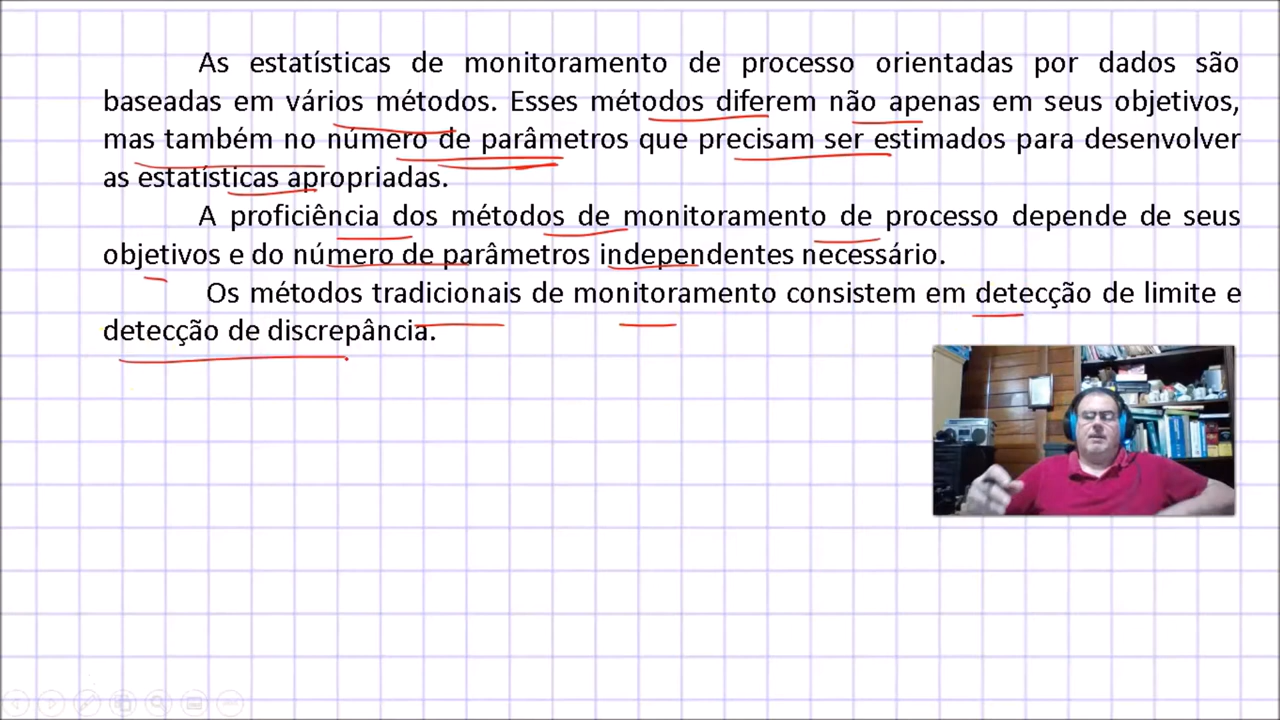 As estatísticas de monitoramento de processo orientadas por dados são
baseadas em vários métodos. Esses métodos diferem não apenas em seus objetivos,
mas também no número de parâmetros que precisam ser estimados para desenvolver
as estatísticas apropriadas.
A proficiência dos métodos de monitoramento de processo depende de seus
objetivos e do número de parâmetros independentes necessário.
Os métodos tradicionais de monitoramento consistem em detecção de limite e
detecção de discrepância.